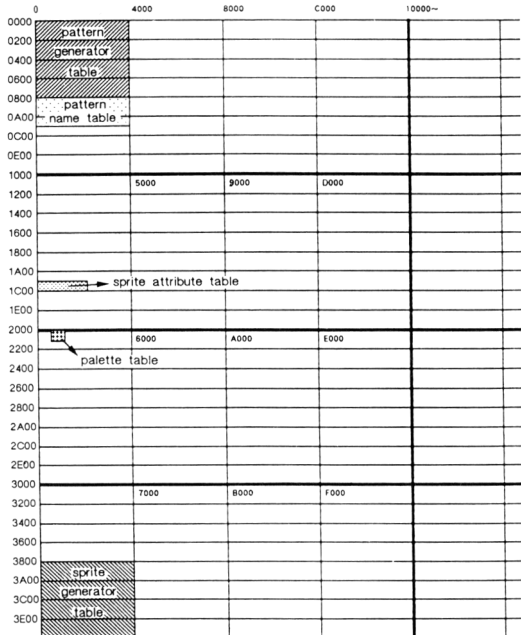 0 4000 8000 C000 10000~
0000 pattern
0200 generator
0400
0600 table
0800 pattern
0A00 name table
0C00
0E00
1000
5000 9000 D000
1200
1400
1600
1800
1A00
sprite attribute table
1C00
1E00
2000
6000 A000 E000
2200 palette table
2400
2600
2800
2A00
2C00
2E00
3000
7000 B000 F000
3200
3400
3600
3800 sprite
3A00 generator
3C00 table
3E00